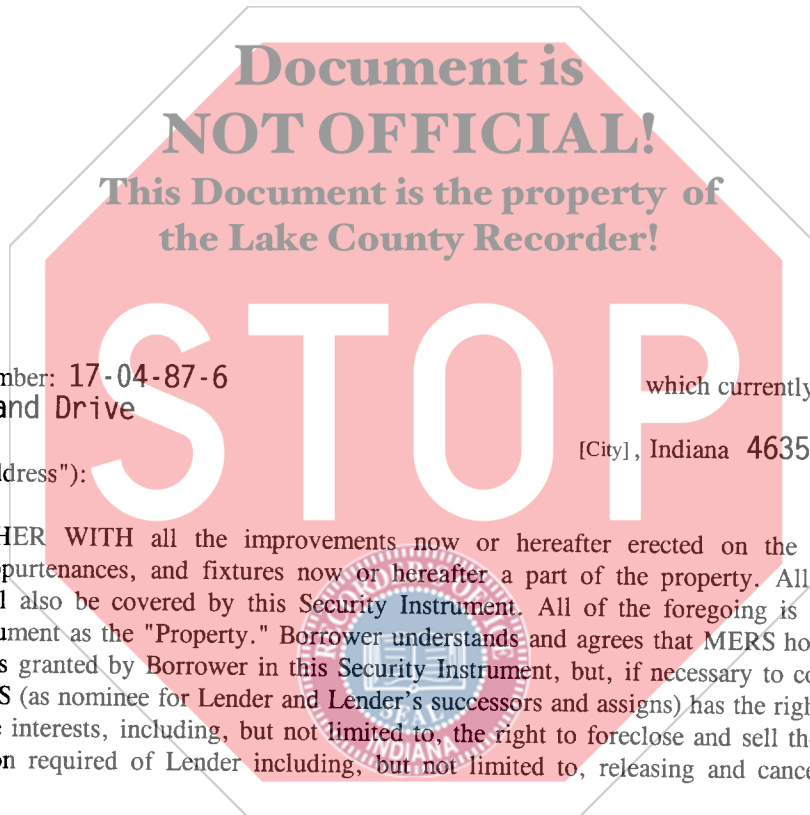 Document is
NOT OFFICIAL!
This Document is the property of
the Lake County Recorder!
STOP
mber: 17-04-87-6 which currently
and Drive
[City], Indiana 4635
ddress"):
HER WITH all the improvements now or hereafter erected on the
ppurtenances, and fixtures now or hereafter a part of the property. All
l also be covered by this Security Instrument. All of the foregoing is
ument as the "Property." Borrower understands and agrees that MERS ho
s granted by Borrower in this Security Instrument, but, if necessary to co
S (as nominee for Lender and Lender's successors and assigns) has the righ
e interests, including, but not limited to, the right to foreclose and sell th
on required of Lender including, but not limited to, releasing and cance
SEAL
INDIANA